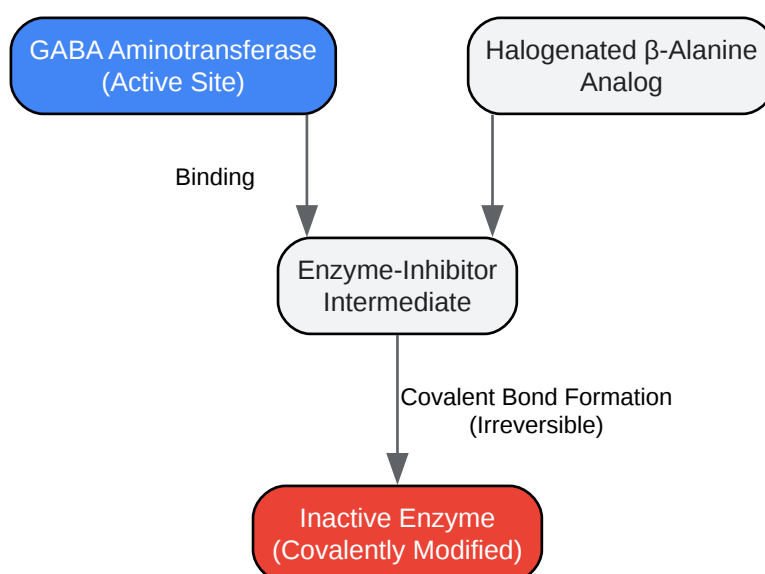 GABA Aminotransferase
(Active Site)
Halogenated β-Alanine
Analog
Binding
Enzyme-Inhibitor
Intermediate
Covalent Bond Formation
(Irreversible)
Inactive Enzyme
(Covalently Modified)